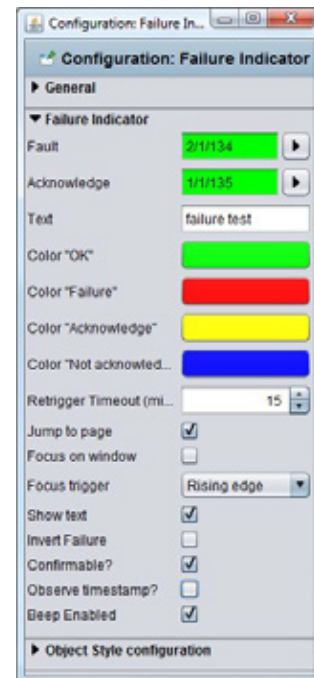 Configuration: Failure In...
Configuration: Failure Indicator
General
Failure Indicator
Fault 2/1/134
Acknowledge 1/1/135
Text failure test
Color "OK"
Color "Failure"
Color "Acknowledge"
Color "Not acknowled...
Retrigger Timeout (mi... 15
Jump to page
Focus on window
Focus trigger Rising edge
Show text
Invert Failure
Confirmable?
Observe timestamp?
Beep Enabled
Object Style configuration